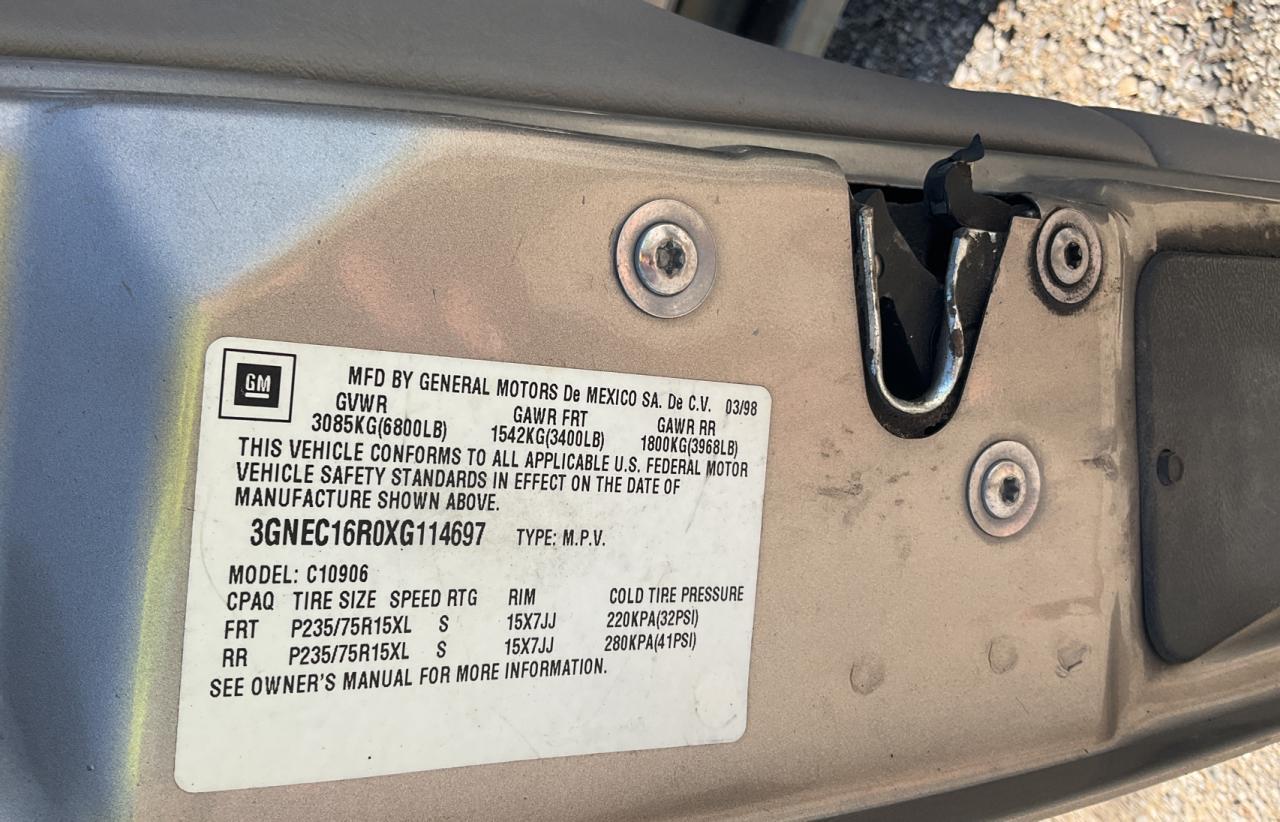 GM
MFD BY GENERAL MOTORS De MEXICO SA. De C.V. 03/98
GVWR GAWR FRT GAWR RR
3085KG(6800LB) 1542KG(3400LB) 1800KG(3968LB)
THIS VEHICLE CONFORMS TO ALL APPLICABLE U.S. FEDERAL MOTOR
VEHICLE SAFETY STANDARDS IN EFFECT ON THE DATE OF
MANUFACTURE SHOWN ABOVE.
3GNEC16R0XG114697 TYPE: M.P.V.
MODEL: C10906
CPAQ TIRE SIZE SPEED RTG RIM COLD TIRE PRESSURE
FRT P235/75R15XL S 15X7JJ 220KPA(32PSI)
RR P235/75R15XL S 15X7JJ 280KPA(41PSI)
SEE OWNER'S MANUAL FOR MORE INFORMATION.